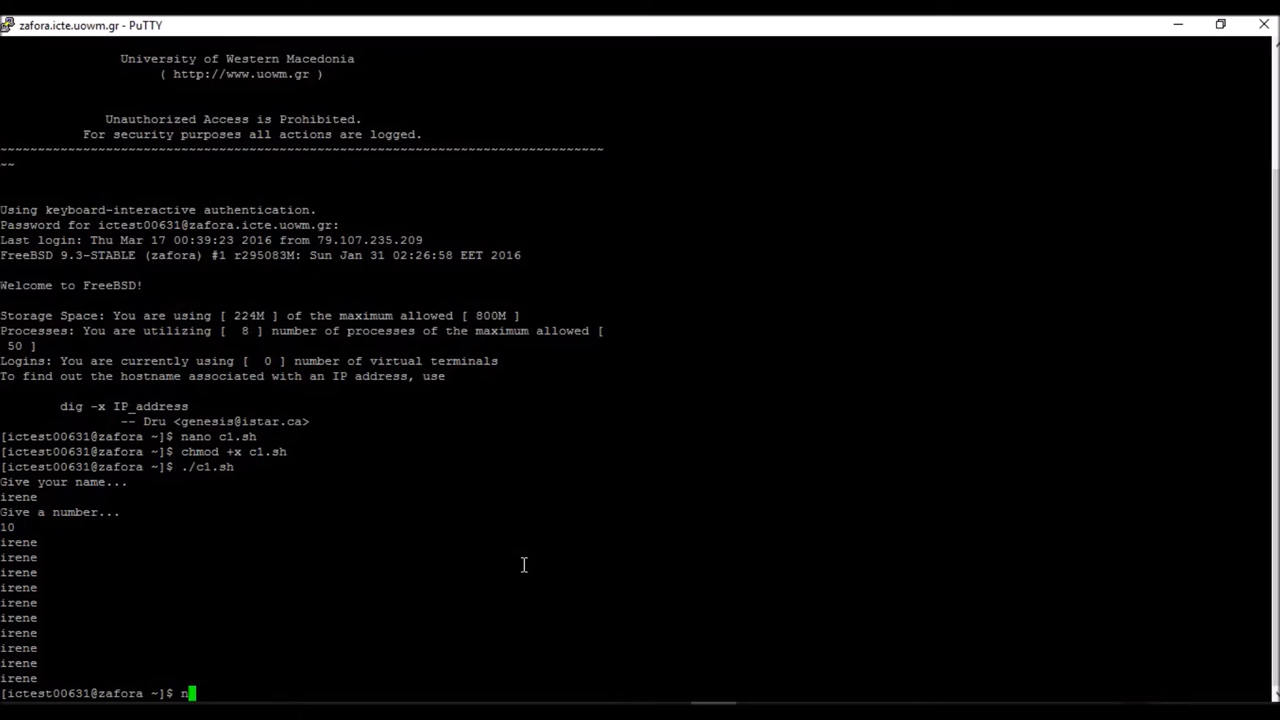 zafora.icte.uowm.gr - PuTTY
University of Western Macedonia
( http://www.uowm.gr )
Unauthorized Access is Prohibited.
For security purposes all actions are logged.
~~~~~~~~~~~~~~~~~~~~~~~~~~~~~~~~~~~~~~~~~~~~~~~~~~~~~~~~~~~~~~~~~~~~~~~~~~~~~~~~
~~
Using keyboard-interactive authentication.
Password for ictest00631@zafora.icte.uowm.gr:
Last login: Thu Mar 17 00:39:23 2016 from 79.107.235.209
FreeBSD 9.3-STABLE (zafora) #1 r295083M: Sun Jan 31 02:26:58 EET 2016
Welcome to FreeBSD!
Storage Space: You are using [ 224M ] of the maximum allowed [ 800M ]
Processes: You are utilizing [  8 ] number of processes of the maximum allowed [
 50 ]
Logins: You are currently using [  0 ] number of virtual terminals
To find out the hostname associated with an IP address, use
dig -x IP_address
-- Dru <genesis@istar.ca>
[ictest00631@zafora ~]$ nano c1.sh
[ictest00631@zafora ~]$ chmod +x c1.sh
[ictest00631@zafora ~]$ ./c1.sh
Give your name...
irene
Give a number...
10
irene
irene
irene
irene
irene
irene
irene
irene
irene
irene
[ictest00631@zafora ~]$ n